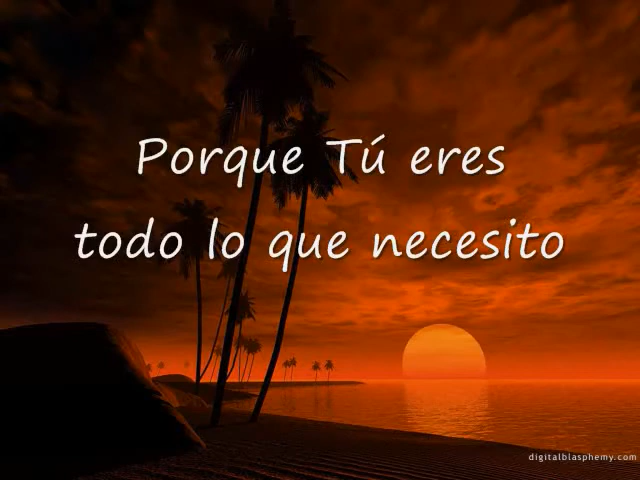 Porque Tú eres
todo lo que necesito
digitalblasphemy.com